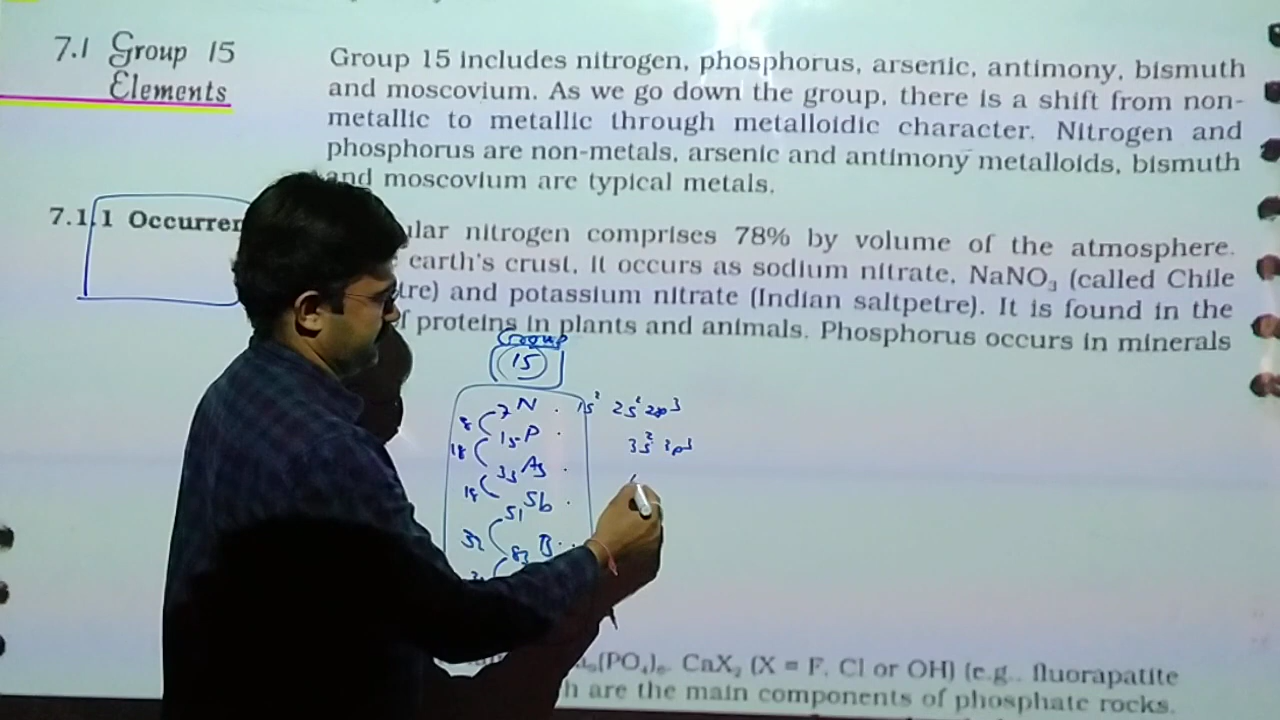 7.1 Group 15
Elements
Group 15 includes nitrogen, phosphorus, arsenic, antimony, bismuth
and moscovium. As we go down the group, there is a shift from non-
metallic to metallic through metalloidic character. Nitrogen and
phosphorus are non-metals, arsenic and antimony metalloids, bismuth
and moscovium are typical metals.
7.1.1 Occurren
ular nitrogen comprises 78% by volume of the atmosphere.
earth's crust, it occurs as sodium nitrate, NaNO₃ (called Chile
tre) and potassium nitrate (Indian saltpetre). It is found in the
f proteins in plants and animals. Phosphorus occurs in minerals
Group
15
7 N . 1s² 2s² 2p³
8
15 P . 3s² 3p³
18
33 As .
18
51 Sb .
32
83 B
(PO₄)₆. CaX₂ (X = F, Cl or OH) (e.g., fluorapatite
h are the main components of phosphate rocks.